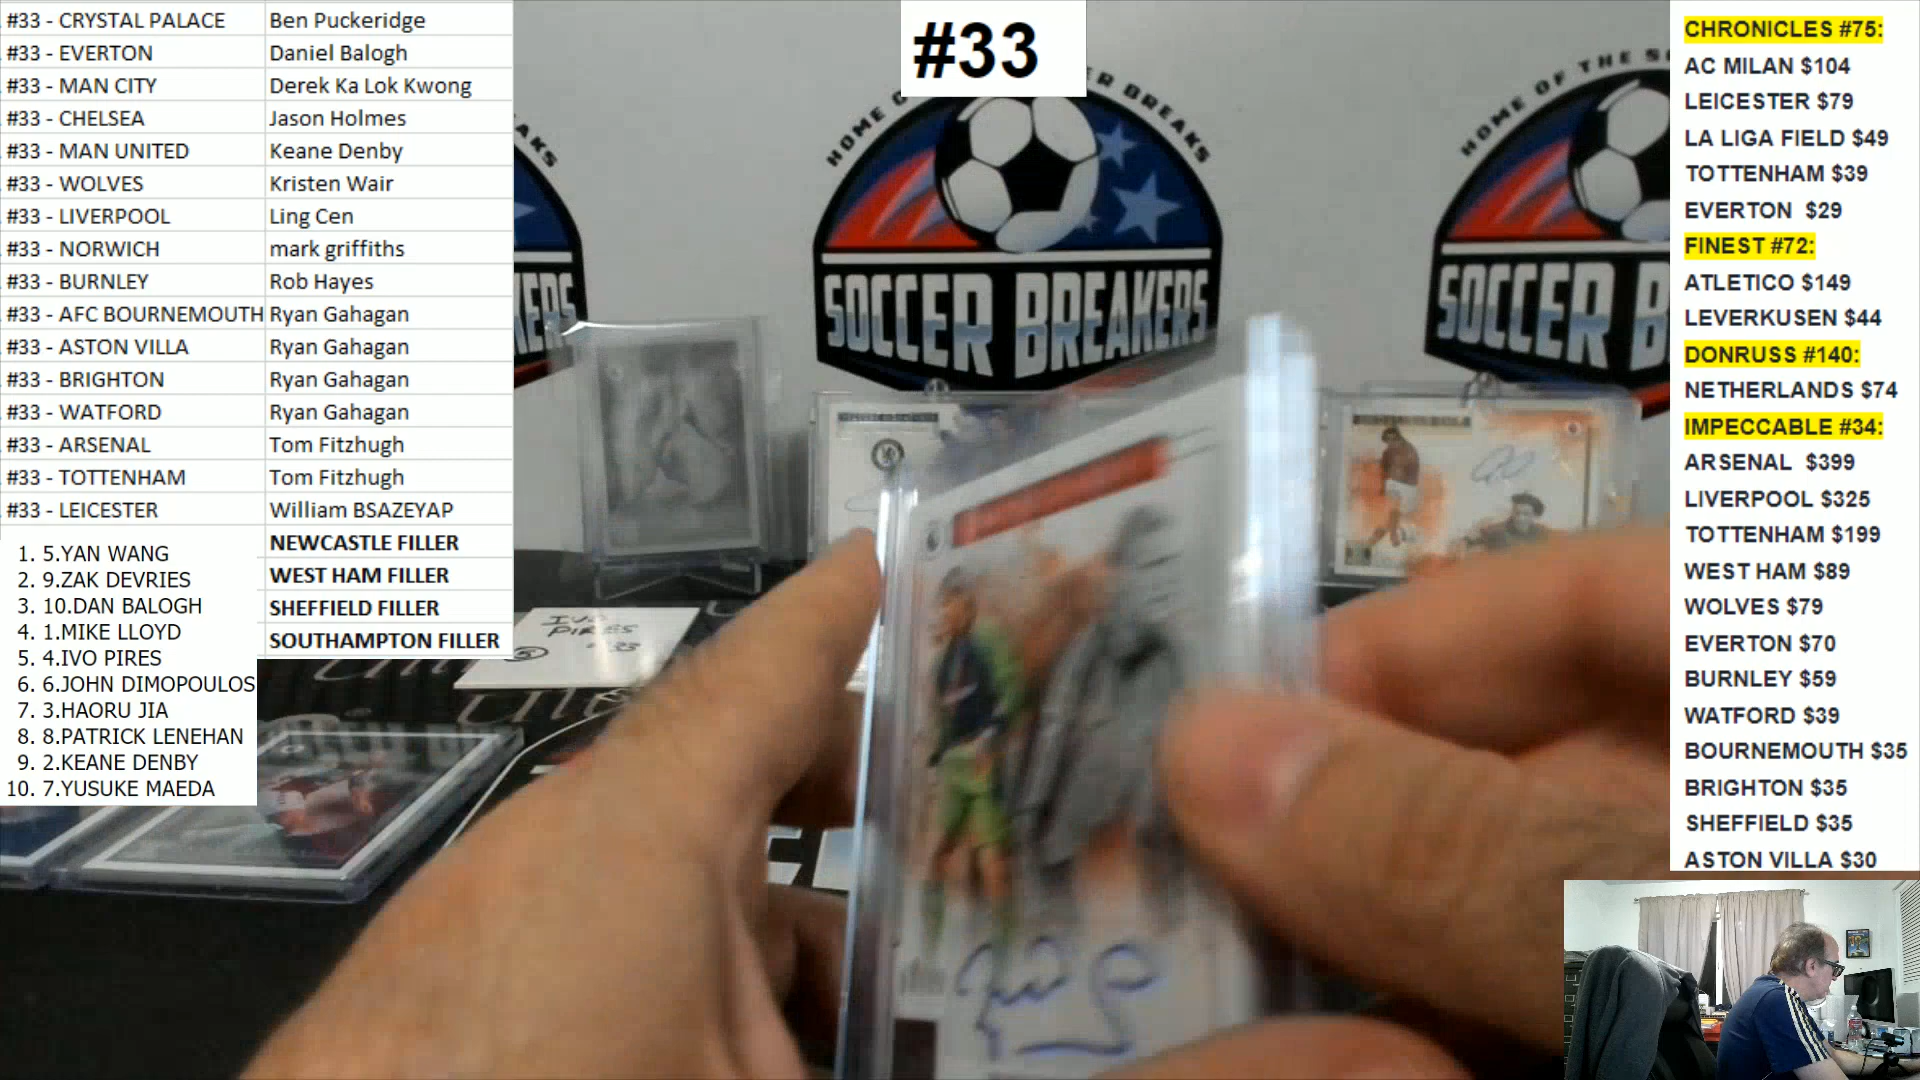 #33 - CRYSTAL PALACE Ben Puckeridge
#33 - EVERTON Daniel Balogh
#33 - MAN CITY Derek Ka Lok Kwong
#33 - CHELSEA Jason Holmes
#33 - MAN UNITED Keane Denby
#33 - WOLVES Kristen Wair
#33 - LIVERPOOL Ling Cen
#33 - NORWICH mark griffiths
#33 - BURNLEY Rob Hayes
#33 - AFC BOURNEMOUTH Ryan Gahagan
#33 - ASTON VILLA Ryan Gahagan
#33 - BRIGHTON Ryan Gahagan
#33 - WATFORD Ryan Gahagan
#33 - ARSENAL Tom Fitzhugh
#33 - TOTTENHAM Tom Fitzhugh
#33 - LEICESTER William BSAZEYAP
NEWCASTLE FILLER
WEST HAM FILLER
SHEFFIELD FILLER
SOUTHAMPTON FILLER
1. 5.YAN WANG
2. 9.ZAK DEVRIES
3. 10.DAN BALOGH
4. 1.MIKE LLOYD
5. 4.IVO PIRES
6. 6.JOHN DIMOPOULOS
7. 3.HAORU JIA
8. 8.PATRICK LENEHAN
9. 2.KEANE DENBY
10. 7.YUSUKE MAEDA
#33
SOCCER BREAKERS
HOME OF THE S
SOCCER B
IVO
PIRES
#33
5
CHRONICLES #75:
AC MILAN $104
LEICESTER $79
LA LIGA FIELD $49
TOTTENHAM $39
EVERTON $29
FINEST #72:
ATLETICO $149
LEVERKUSEN $44
DONRUSS #140:
NETHERLANDS $74
IMPECCABLE #34:
ARSENAL $399
LIVERPOOL $325
TOTTENHAM $199
WEST HAM $89
WOLVES $79
EVERTON $70
BURNLEY $59
WATFORD $39
BOURNEMOUTH $35
BRIGHTON $35
SHEFFIELD $35
ASTON VILLA $30